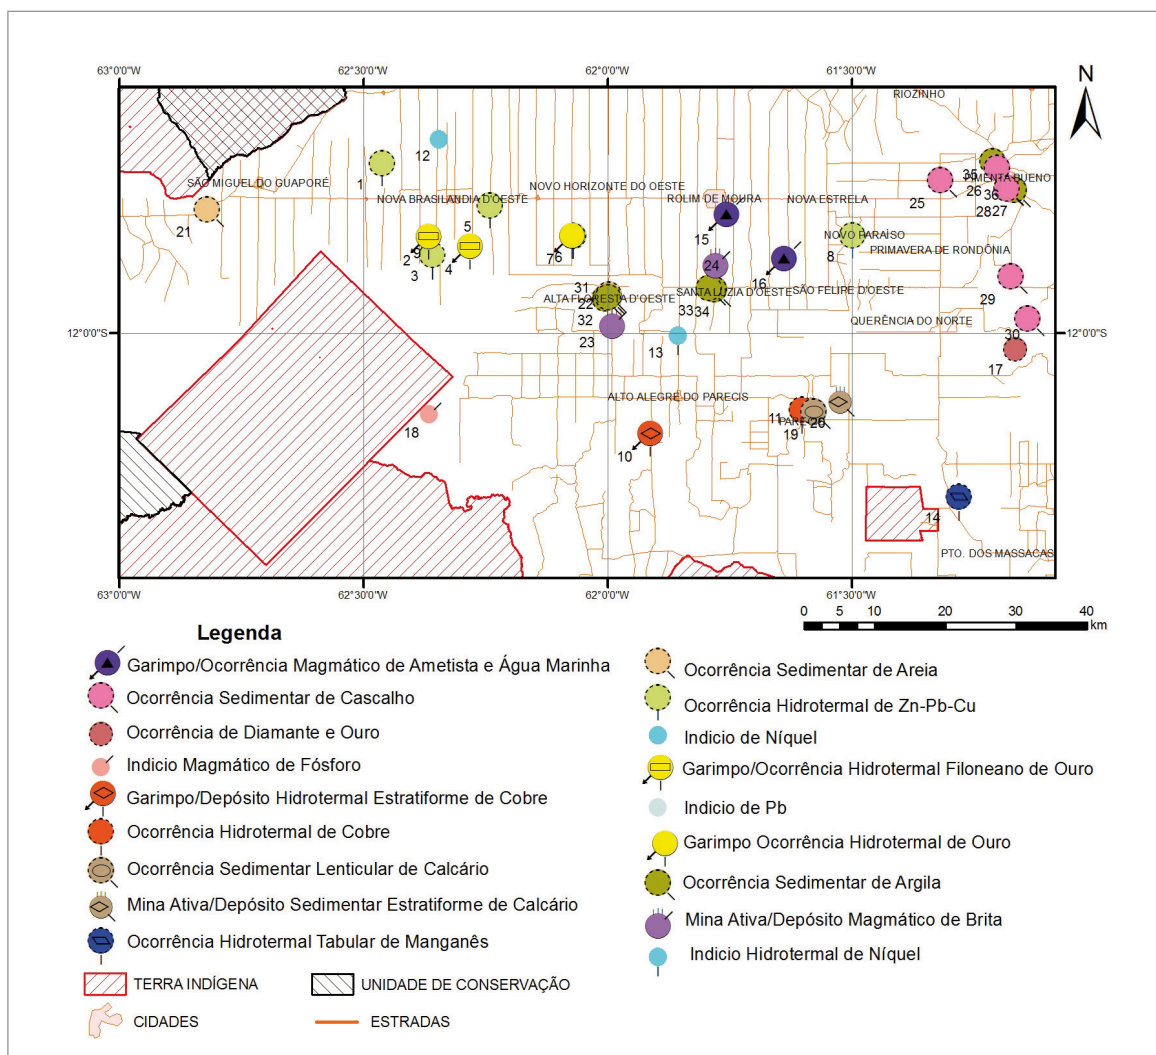 63°0'0"W 62°30'0"W 62°0'0"W 61°30'0"W
N
RIOZINHO
12
1
35
PIMENTA BUENO
SÃO MIGUEL DO GUAPORÉ
NOVO HORIZONTE DO OESTE
26
36
25
NOVA BRASILANDIA D'OESTE
ROLIM DE MOURA
NOVA ESTRELA
2827
21
5
15
NOVO PARAÍSO
2
9
4
76
8
PRIMAVERA DE RONDÔNIA
3
24
16
31
22
ALTA FLORESTA D'OESTE
SANTA LUZIA D'OESTE
SÃO FELIPE D'OESTE
29
33
34
32
QUERÊNCIA DO NORTE
12°0'0"S
23
13
30
12°0'0"S
17
ALTO ALEGRE DO PARECIS
11
20
18
19
10
14
PTO. DOS MASSACAS
63°0'0"W 62°30'0"W 62°0'0"W 61°30'0"W
0 5 10 20 30 40
km
Legenda
Garimpo/Ocorrência Magmático de Ametista e Água Marinha
Ocorrência Sedimentar de Cascalho
Ocorrência de Diamante e Ouro
Indicio Magmático de Fósforo
Garimpo/Depósito Hidrotermal Estratiforme de Cobre
Ocorrência Hidrotermal de Cobre
Ocorrência Sedimentar Lenticular de Calcário
Mina Ativa/Depósito Sedimentar Estratiforme de Calcário
Ocorrência Hidrotermal Tabular de Manganês
TERRA INDÍGENA
UNIDADE DE CONSERVAÇÃO
CIDADES
ESTRADAS
Ocorrência Sedimentar de Areia
Ocorrência Hidrotermal de Zn-Pb-Cu
Indicio de Níquel
Garimpo/Ocorrência Hidrotermal Filoneano de Ouro
Indicio de Pb
Garimpo Ocorrência Hidrotermal de Ouro
Ocorrência Sedimentar de Argila
Mina Ativa/Depósito Magmático de Brita
Indicio Hidrotermal de Níquel